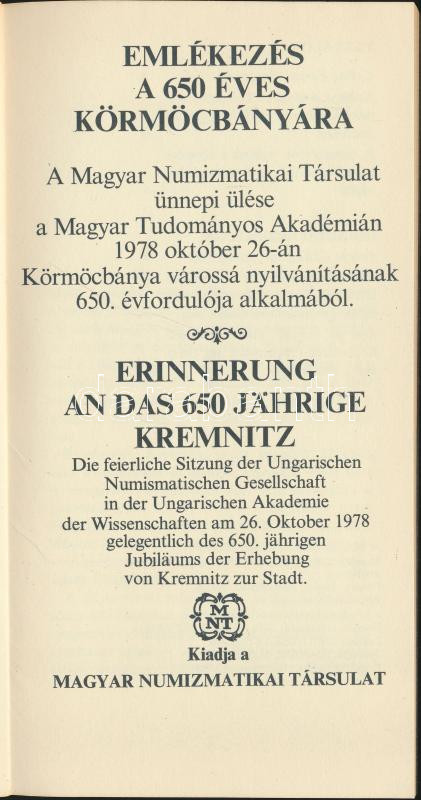 EMLÉKEZÉS
A 650 ÉVES
KÖRMÖCBÁNYÁRA
A Magyar Numizmatikai Társulat
ünnepi ülése
a Magyar Tudományos Akadémián
1978 október 26-án
Körmöcbánya várossá nyilvánításának
650. évfordulója alkalmából.
ERINNERUNG
AN DAS 650 JÄHRIGE
KREMNITZ
Die feierliche Sitzung der Ungarischen
Numismatischen Gesellschaft
in der Ungarischen Akademie
der Wissenschaften am 26. Oktober 1978
gelegentlich des 650. jährigen
Jubiläums der Erhebung
von Kremnitz zur Stadt.
M
NT
Kiadja a
MAGYAR NUMIZMATIKAI TÁRSULAT